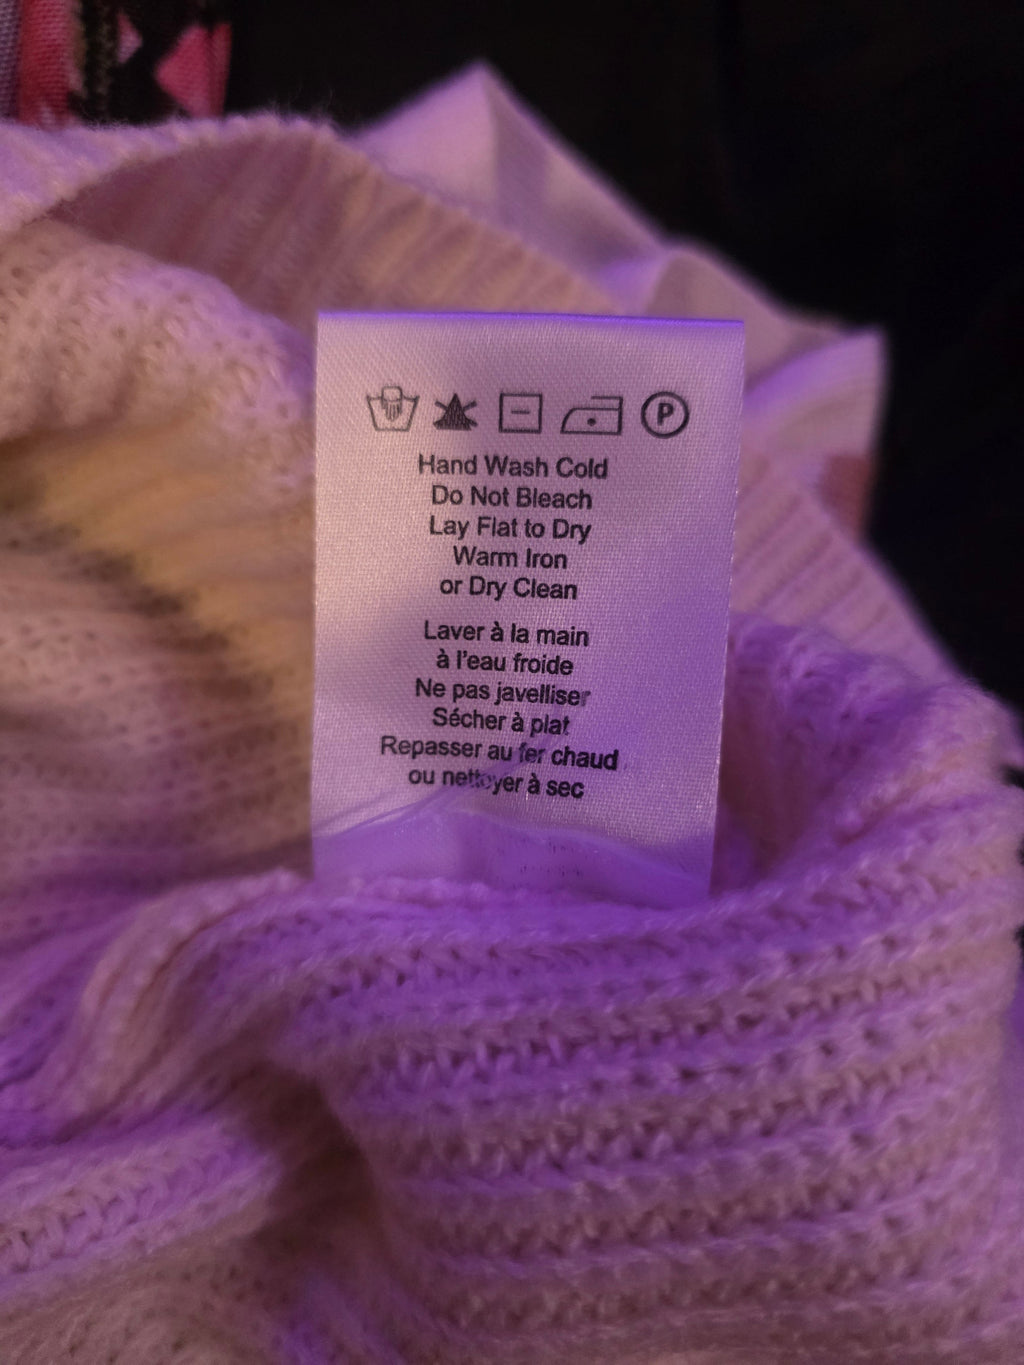 P
Hand Wash Cold
Do Not Bleach
Lay Flat to Dry
Warm Iron
or Dry Clean
Laver à la main
à l'eau froide
Ne pas javelliser
Sécher à plat
Repasser au fer chaud
ou nettoyer à sec